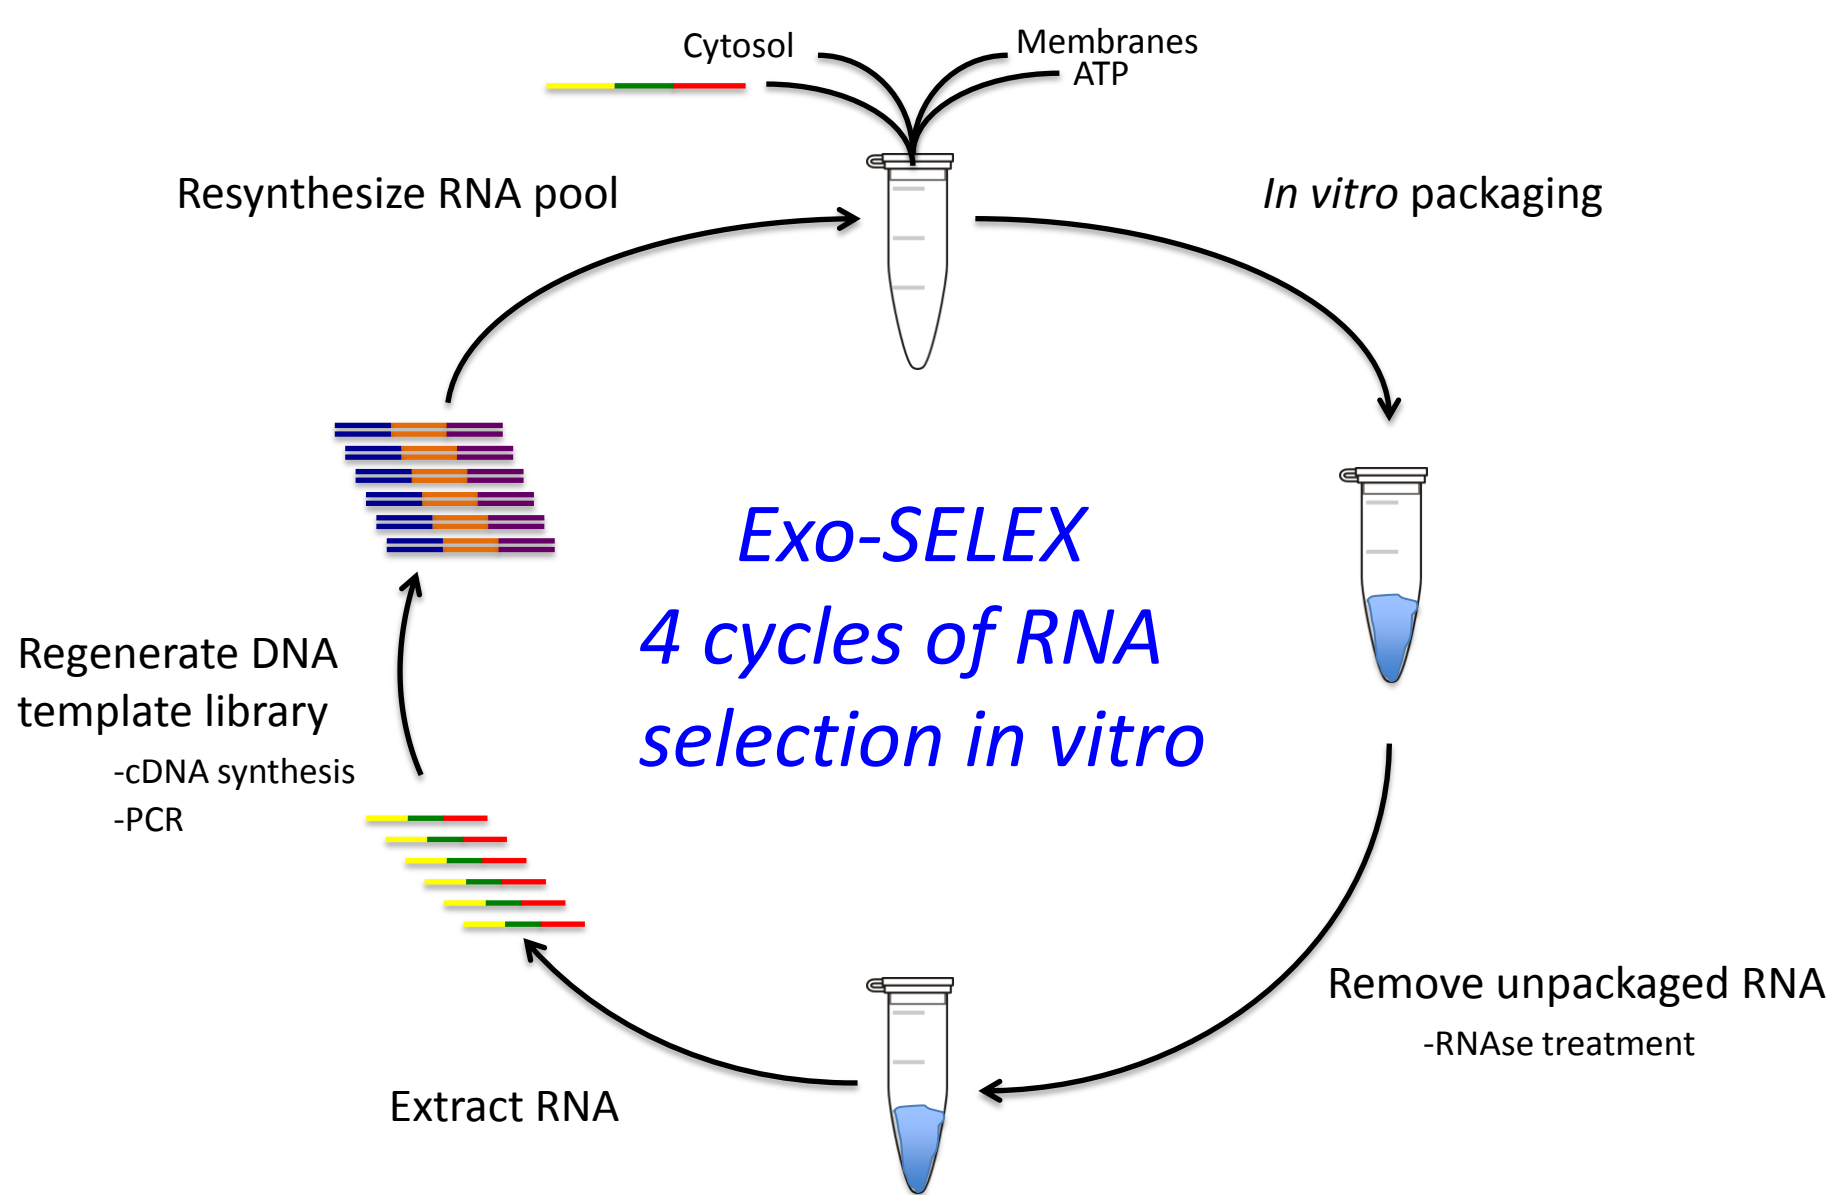 Cytosol
Membranes
ATP
Resynthesize RNA pool
In vitro packaging
Exo-SELEX
4 cycles of RNA
selection in vitro
Regenerate DNA
template library
-cDNA synthesis
-PCR
Remove unpackaged RNA
-RNAse treatment
Extract RNA